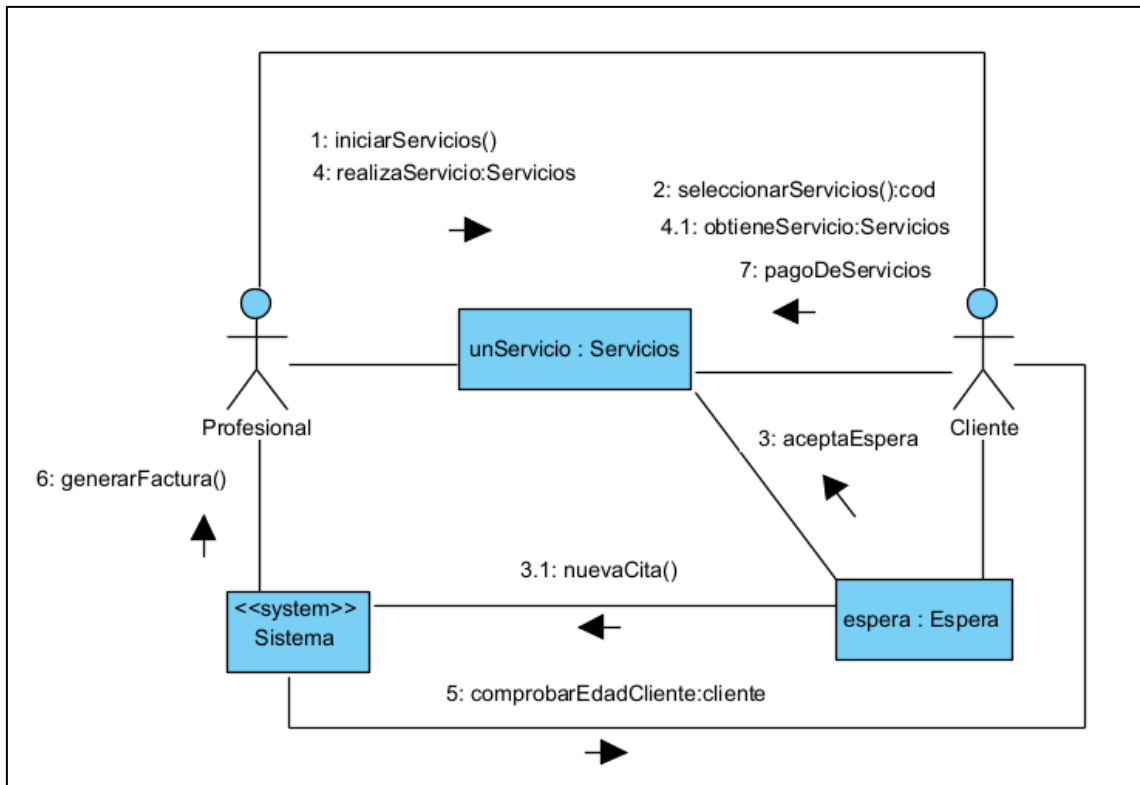 1: iniciarServicios()
4: realizaServicio:Servicios
2: seleccionarServicios():cod
4.1: obtieneServicio:Servicios
7: pagoDeServicios
unServicio : Servicios
Profesional
Cliente
3: aceptaEspera
6: generarFactura()
3.1: nuevaCita()
<<system>>
Sistema
espera : Espera
5: comprobarEdadCliente:cliente